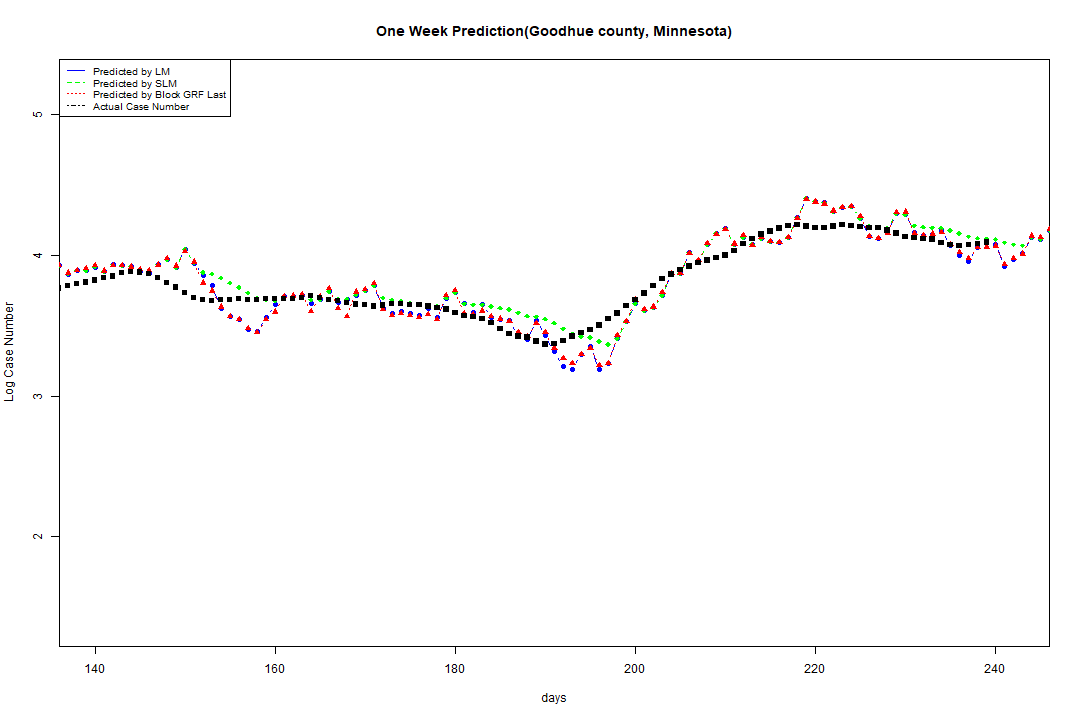 One Week Prediction(Goodhue county, Minnesota)
Predicted by LM
Predicted by SLM
Predicted by Block GRF Last
Actual Case Number
5
4
3
2
Log Case Number
140 160 180 200 220 240
days